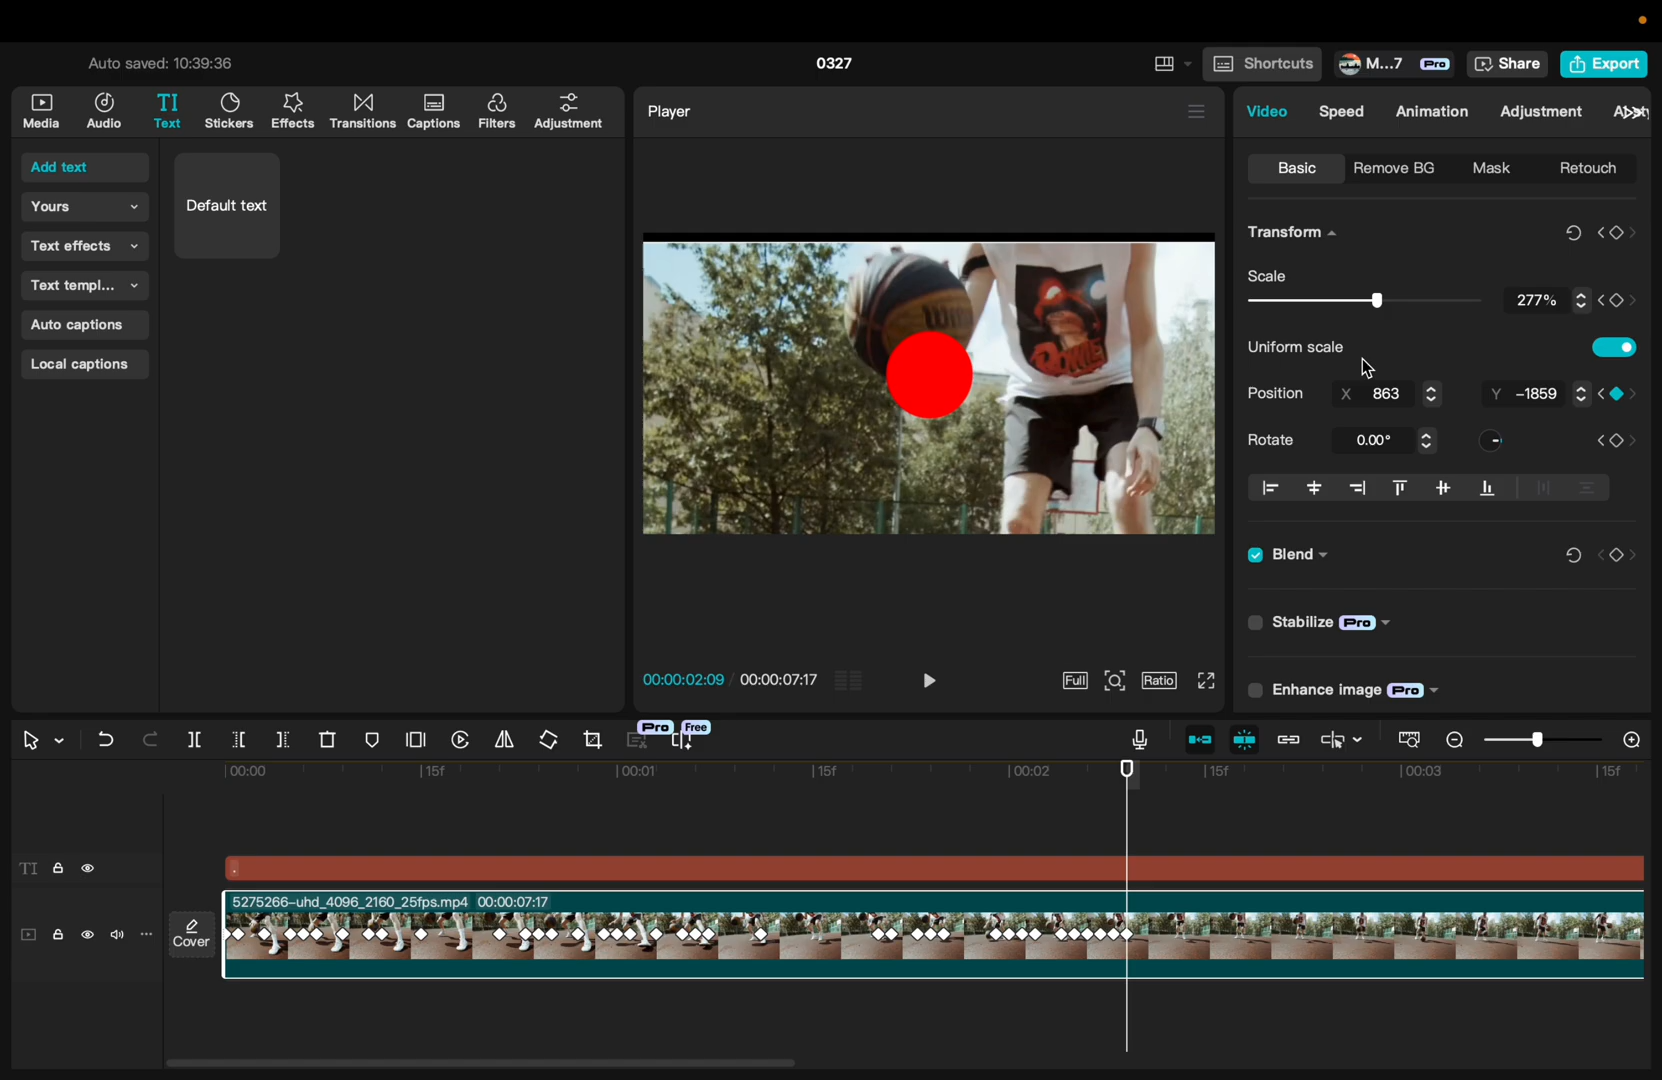 Auto saved: 10:39:36
0327
Shortcuts
M...7
Pro
Share
Export
Media
Audio
TI
Text
Stickers
Effects
Transitions
Captions
Filters
Adjustment
Add text
Yours
Text effects
Text templ...
Auto captions
Local captions
Default text
Player
00:00:02:09 / 00:00:07:17
Full
Ratio
Video
Speed
Animation
Adjustment
Basic
Remove BG
Mask
Retouch
Transform
Scale
277%
Uniform scale
Position
X 863
Y -1859
Rotate
0.00°
Blend
Stabilize Pro
Enhance image Pro
Pro
Free
00:00
15f
00:01
15f
00:02
15f
00:03
15f
TI
.
5275266-uhd_4096_2160_25fps.mp4 00:00:07:17
Cover